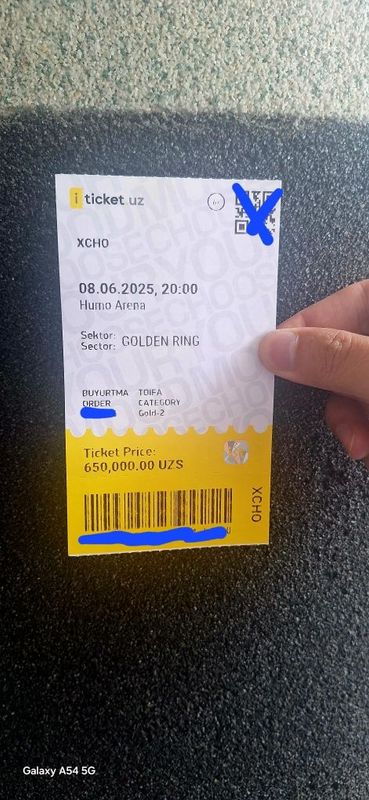 iticket.uz
XCHO
08.06.2025, 20:00
Humo Arena
Sektor:
Sector: GOLDEN RING
BUYURTMA TOIFA
ORDER CATEGORY
Gold-2
Ticket Price:
650,000.00 UZS
XCHO
Galaxy A54 5G